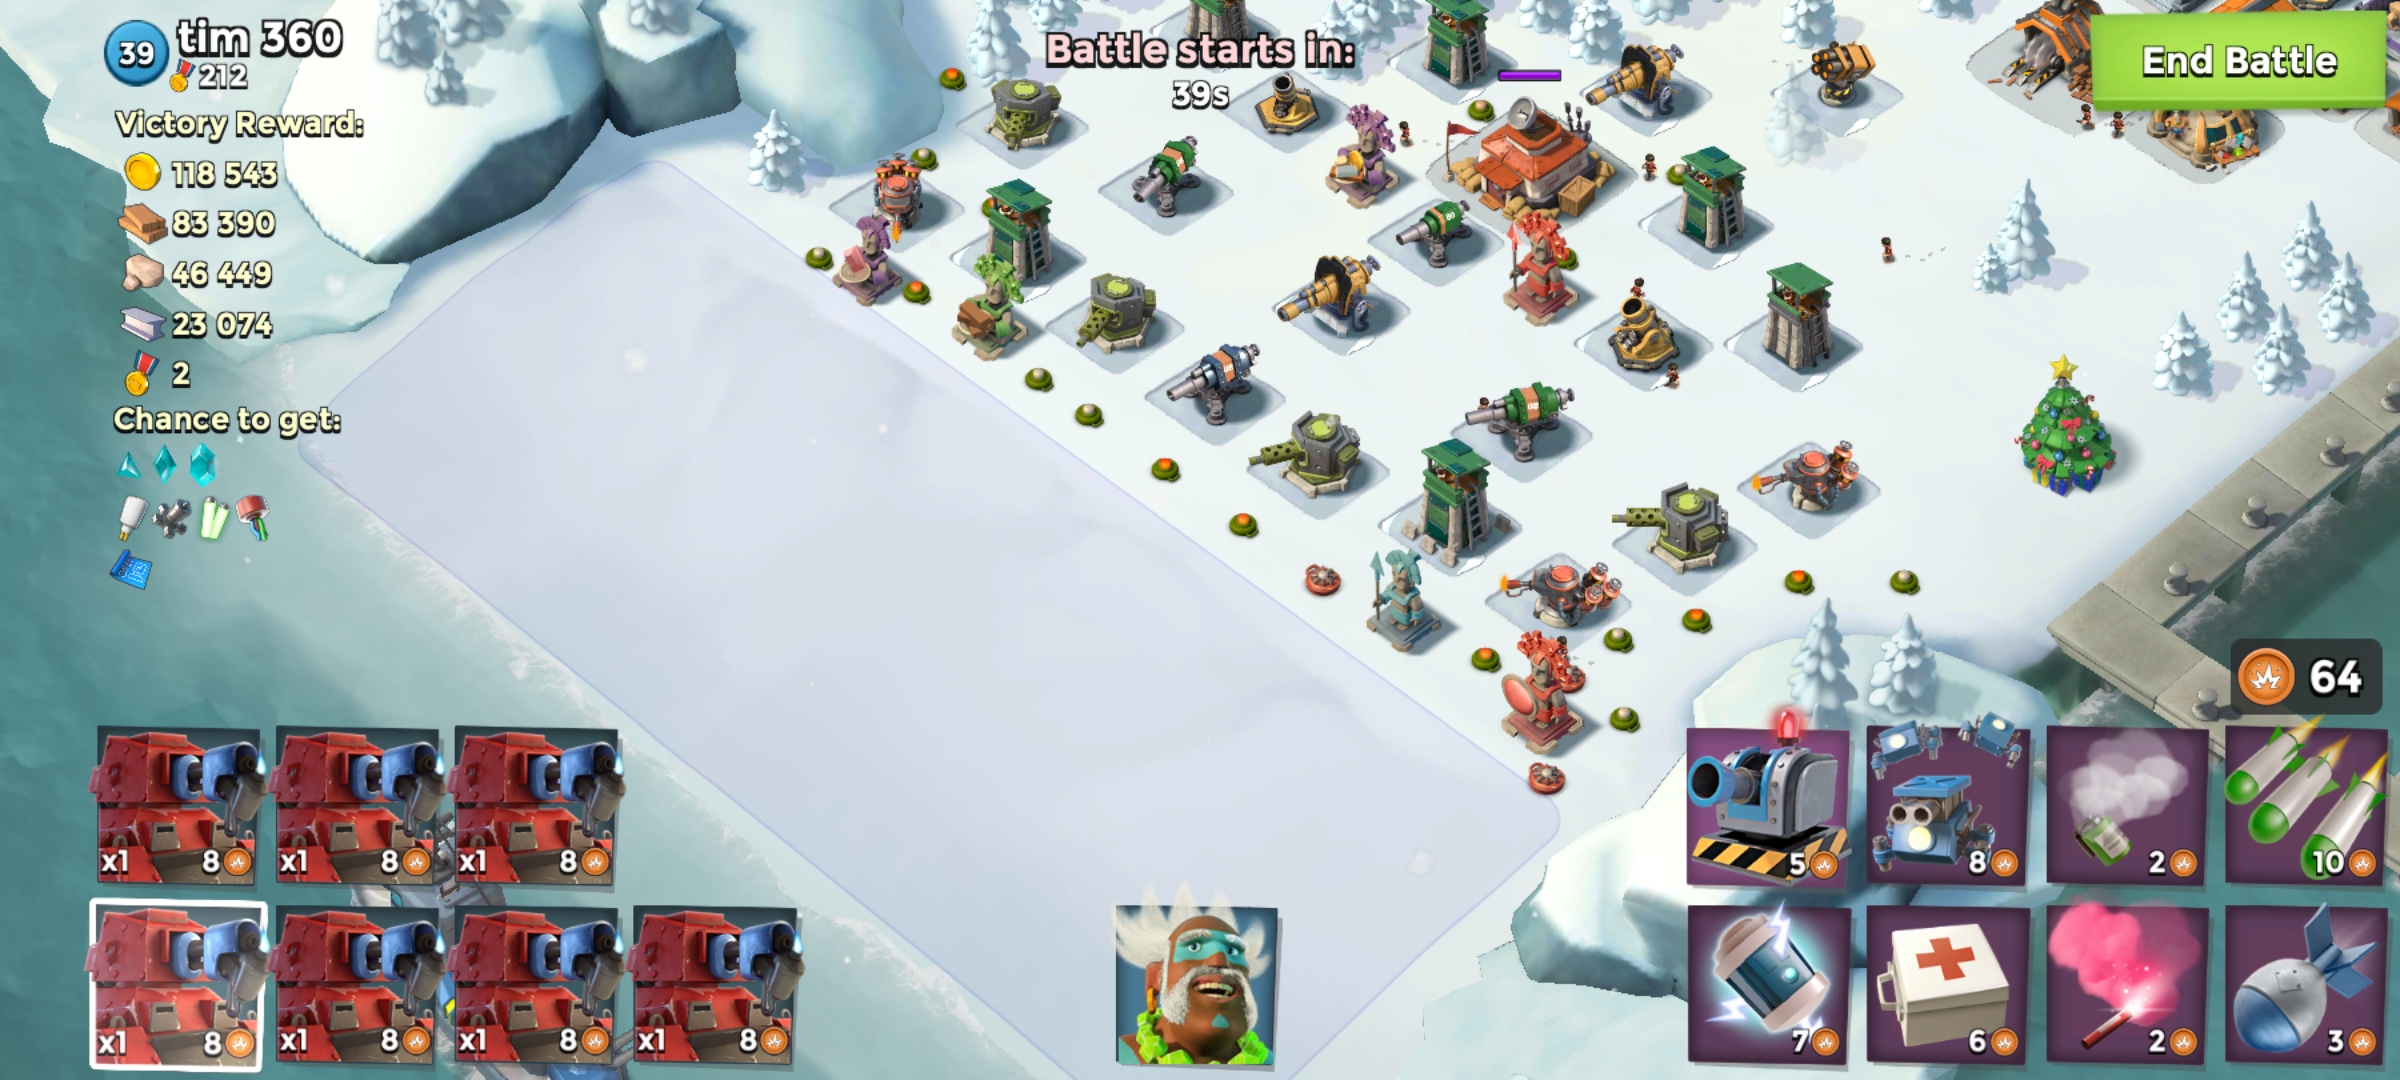 39
tim 360
212
Victory Reward:
118 543
83 390
46 449
23 074
2
Chance to get:
Battle starts in:
39s
End Battle
64
x1 8
x1 8
x1 8
x1 8
x1 8
x1 8
x1 8
5
8
2
10
7
6
2
3